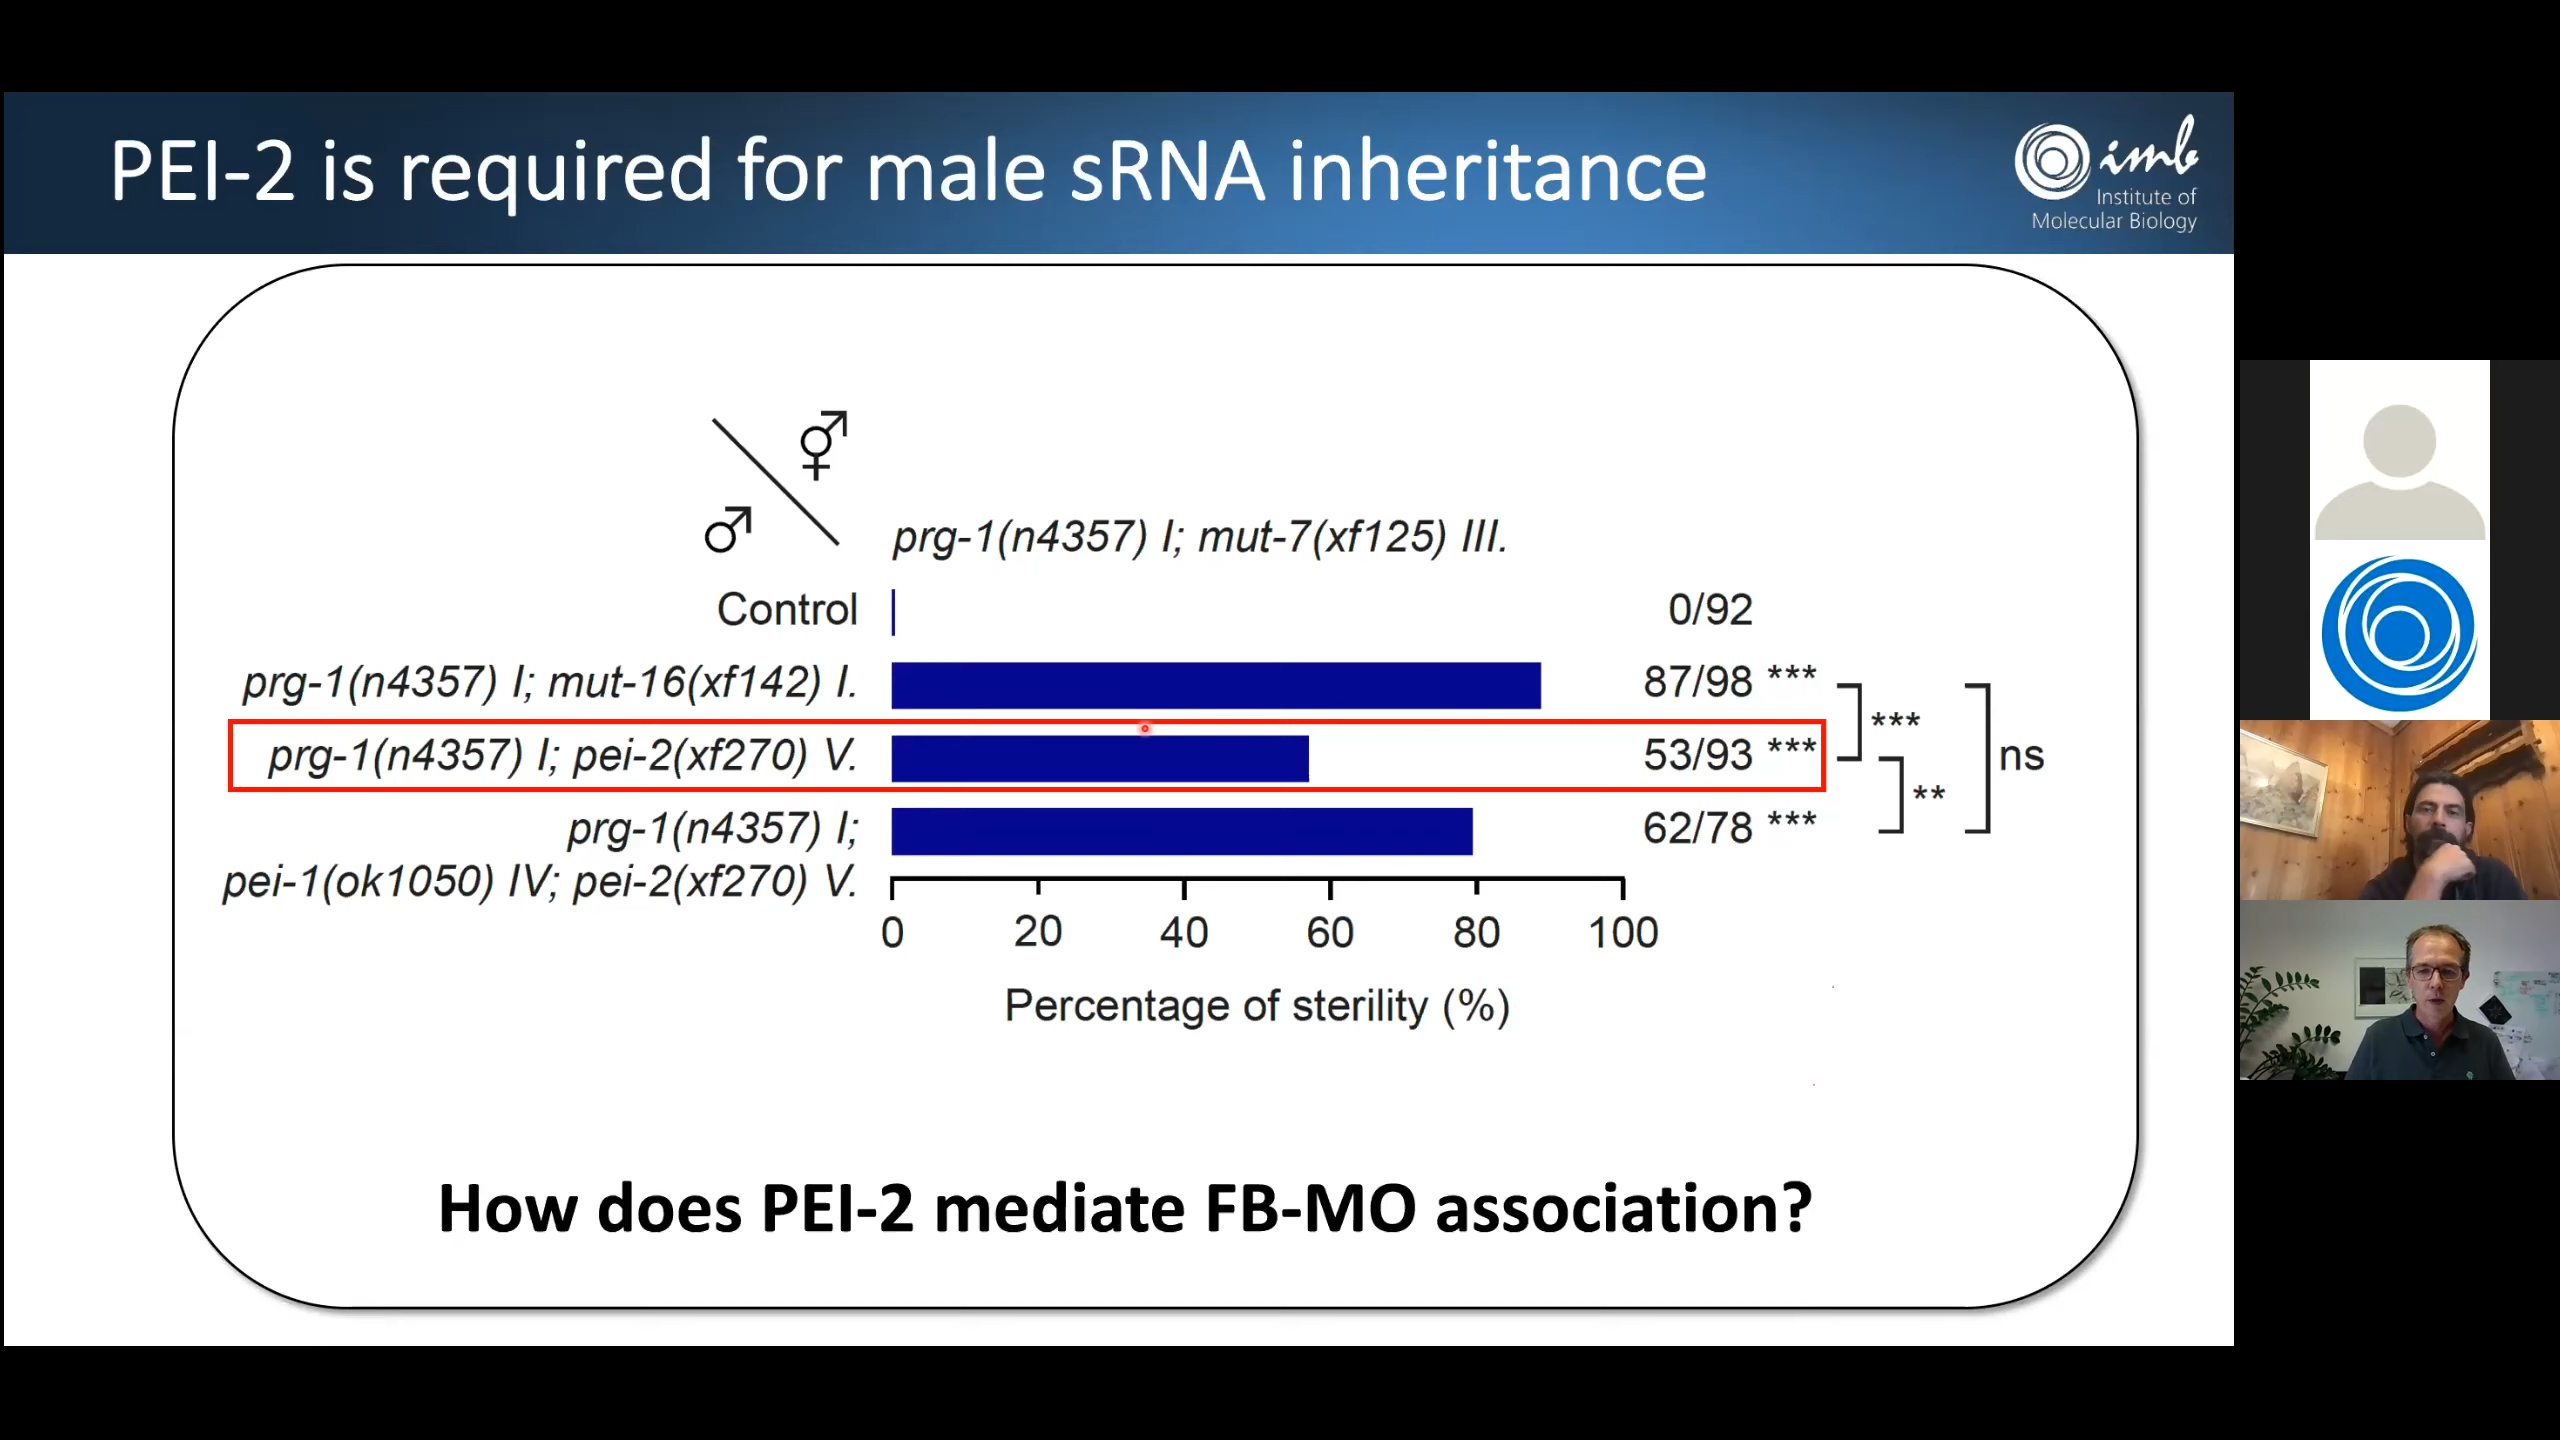 PEI-2 is required for male sRNA inheritance
imb
Institute of
Molecular Biology
prg-1(n4357) I; mut-7(xf125) III.
Control 0/92
prg-1(n4357) I; mut-16(xf142) I. 87/98 ***
***
prg-1(n4357) I; pei-2(xf270) V. 53/93 *** ns
**
prg-1(n4357) I; 62/78 ***
pei-1(ok1050) IV; pei-2(xf270) V.
0 20 40 60 80 100
Percentage of sterility (%)
How does PEI-2 mediate FB-MO association?